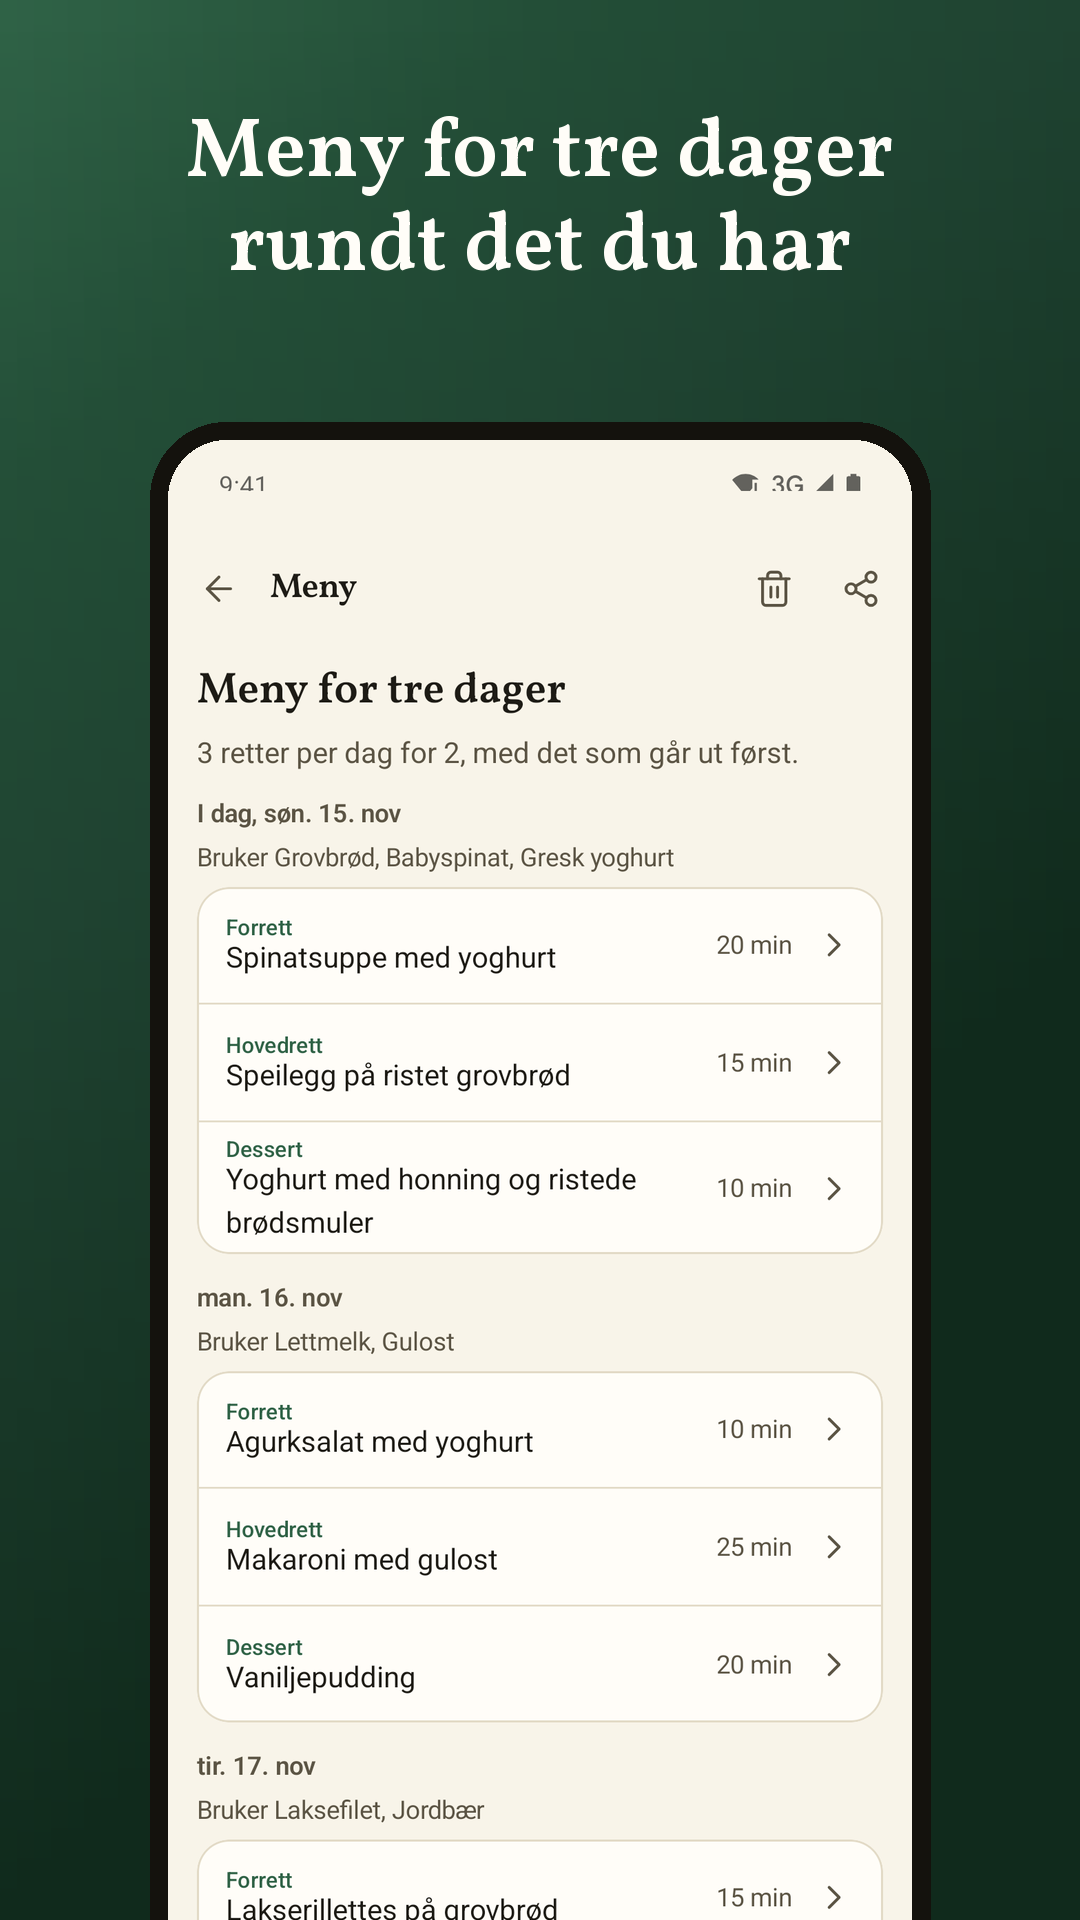 Meny for tre dager
rundt det du har
9:41
3G
Meny
Meny for tre dager
3 retter per dag for 2, med det som går ut først.
I dag, søn. 15. nov
Bruker Grovbrød, Babyspinat, Gresk yoghurt
Forrett
Spinatsuppe med yoghurt
20 min
Hovedrett
Speilegg på ristet grovbrød
15 min
Dessert
Yoghurt med honning og ristede
brødsmuler
10 min
man. 16. nov
Bruker Lettmelk, Gulost
Forrett
Agurksalat med yoghurt
10 min
Hovedrett
Makaroni med gulost
25 min
Dessert
Vaniljepudding
20 min
tir. 17. nov
Bruker Laksefilet, Jordbær
Forrett
Lakserillettes på grovbrød
15 min